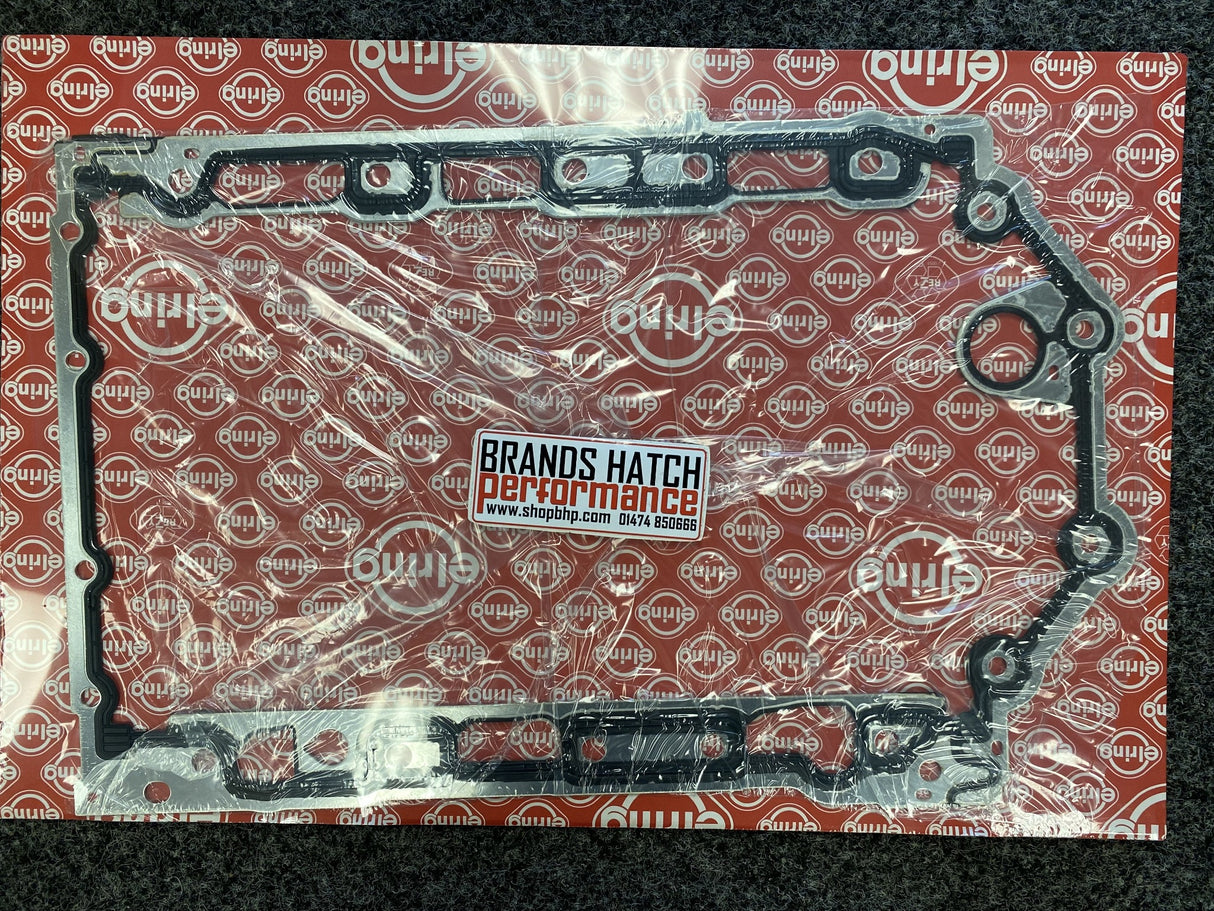 elring
BRANDS HATCH
performance
www.shopbhp.com 01474 850666